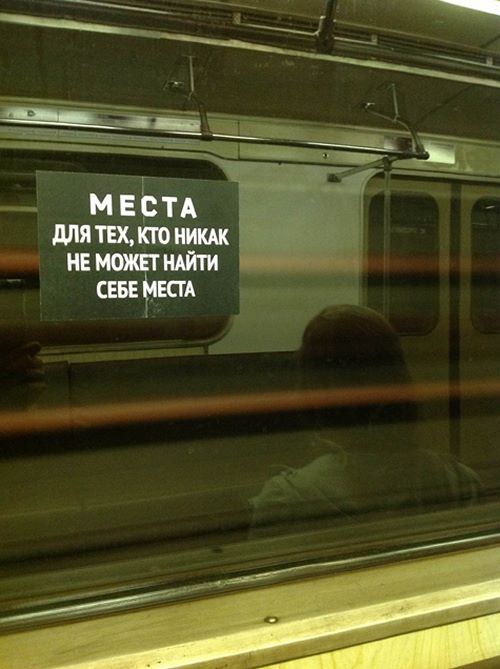 МЕСТА
ДЛЯ ТЕХ, КТО НИКАК
НЕ МОЖЕТ НАЙТИ
СЕБЕ МЕСТА